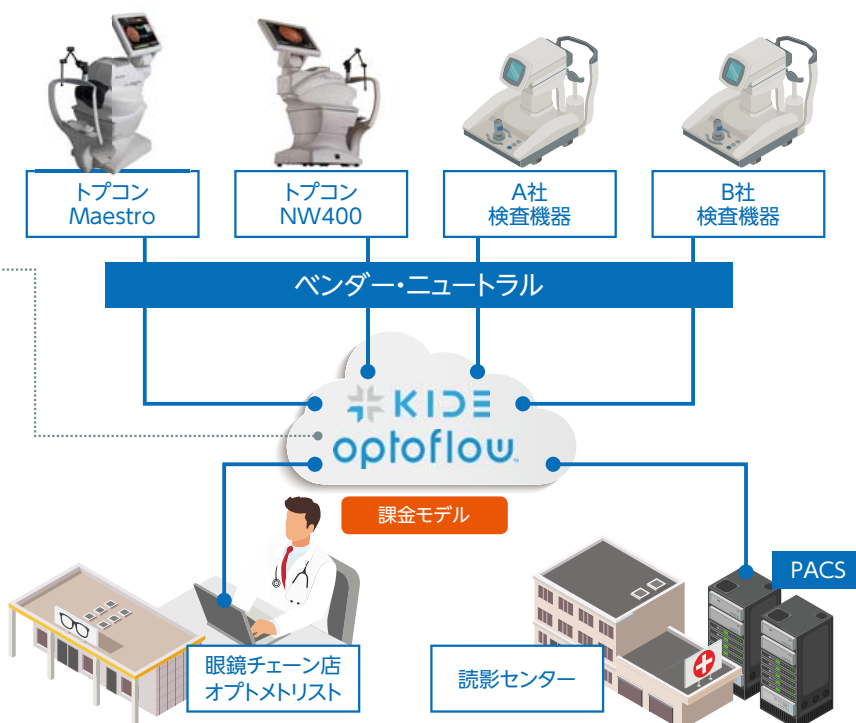 トプコン
Maestro
トプコン
NW400
A社
検査機器
B社
検査機器
ベンダー・ニュートラル
KIDE
optoflow™
課金モデル
PACS
眼鏡チェーン店
オプトメトリスト
読影センター